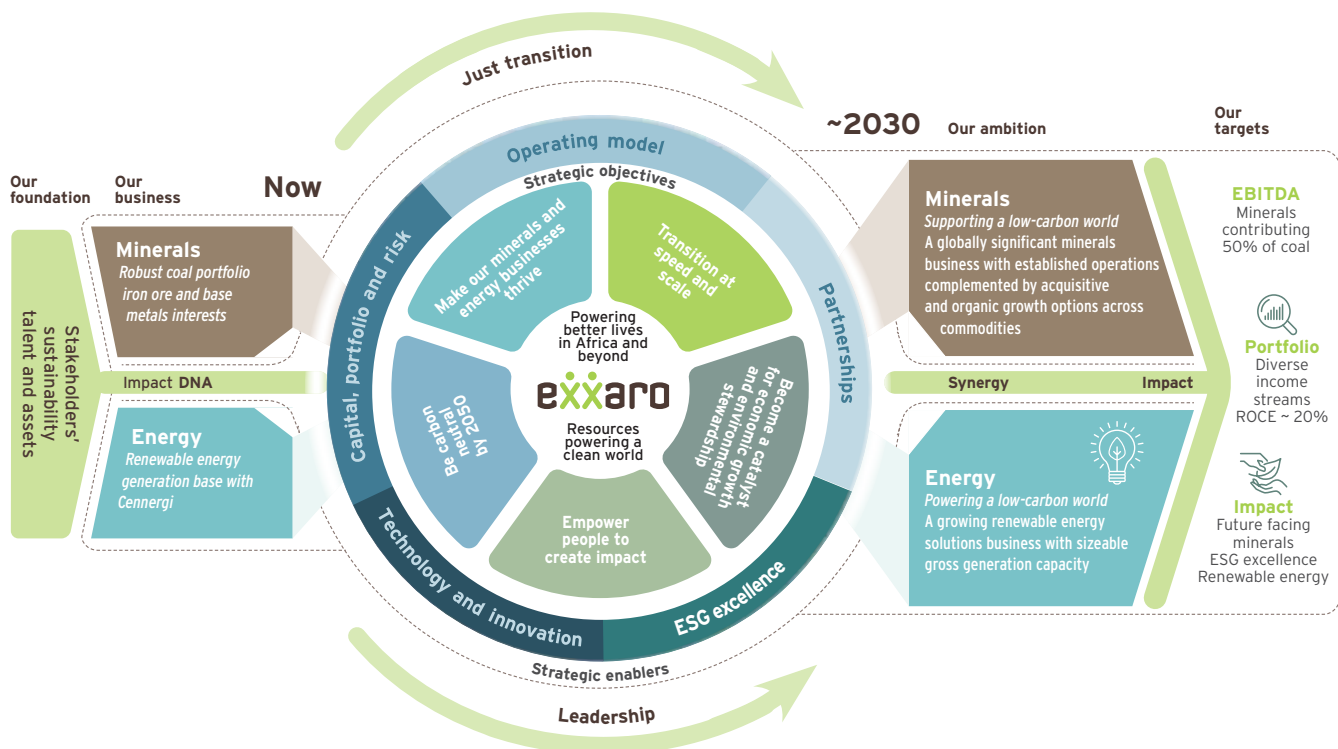 Our
foundation
Our
business
Now
Stakeholders'
sustainability
talent and assets
Minerals
Robust coal portfolio
iron ore and base
metals interests
Impact DNA
Energy
Renewable energy
generation base with
Cennergi
Just transition
Operating model
Partnerships
ESG excellence
Technology and innovation
Capital, portfolio and risk
Strategic objectives
Make our minerals and
energy businesses
thrive
Transition at
speed and
scale
Become a catalyst
for economic growth
and environmental
stewardship
Empower
people to
create impact
Be carbon
neutral
by 2050
Powering
better lives
in Africa and
beyond
exxaro
Resources
powering a
clean world
Strategic enablers
Leadership
~2030
Our ambition
Minerals
Supporting a low-carbon world
A globally significant minerals
business with established operations
complemented by acquisitive
and organic growth options across
commodities
Synergy
Impact
Energy
Powering a low-carbon world
A growing renewable energy
solutions business with sizeable
gross generation capacity
Our
targets
EBITDA
Minerals
contributing
50% of coal
Portfolio
Diverse
income
streams
ROCE ~ 20%
Impact
Future facing
minerals
ESG excellence
Renewable energy